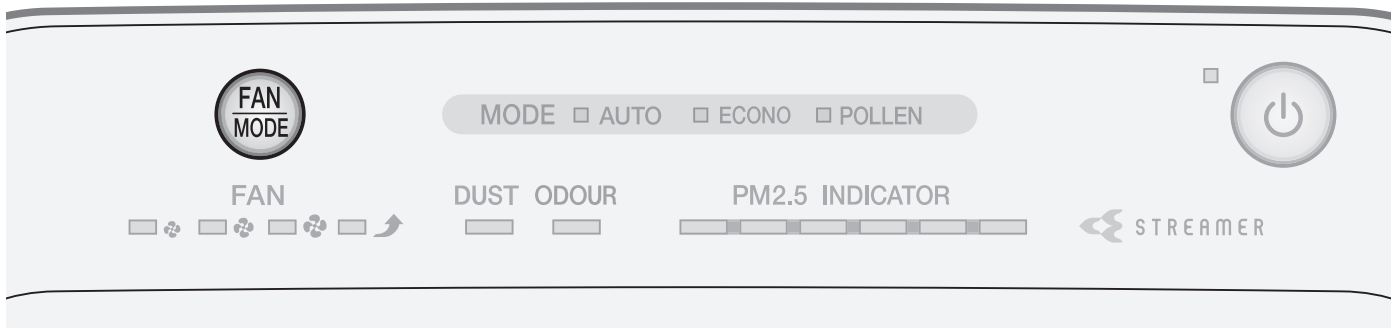 FAN
MODE
MODE AUTO ECONO POLLEN
FAN DUST ODOUR PM2.5 INDICATOR
STREAMER